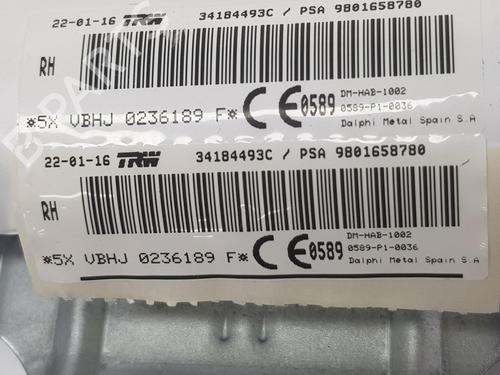 22-01-16 TRW 34184493C / PSA 9801658780
RH
DM-HAB-1002
*5X VBHJ 0236189 F* CE 0589 0589-P1-0036
Dalphi Metal Spain S.A
22-01-16 TRW 34184493C / PSA 9801658780
RH
DM-HAB-1002
*5X VBHJ 0236189 F* CE 0589 0589-P1-0036
Dalphi Metal Spain S.A